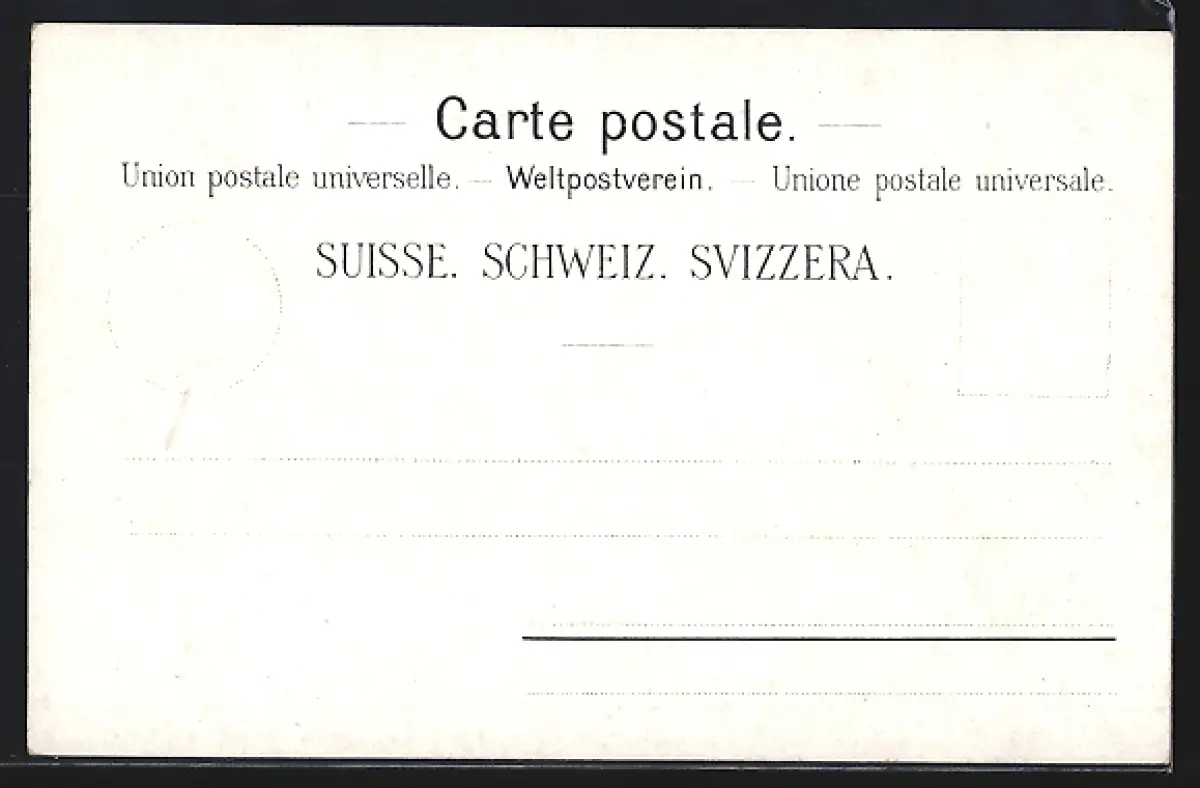 — Carte postale. —
Union postale universelle. — Weltpostverein. — Unione postale universale.
SUISSE. SCHWEIZ. SVIZZERA.